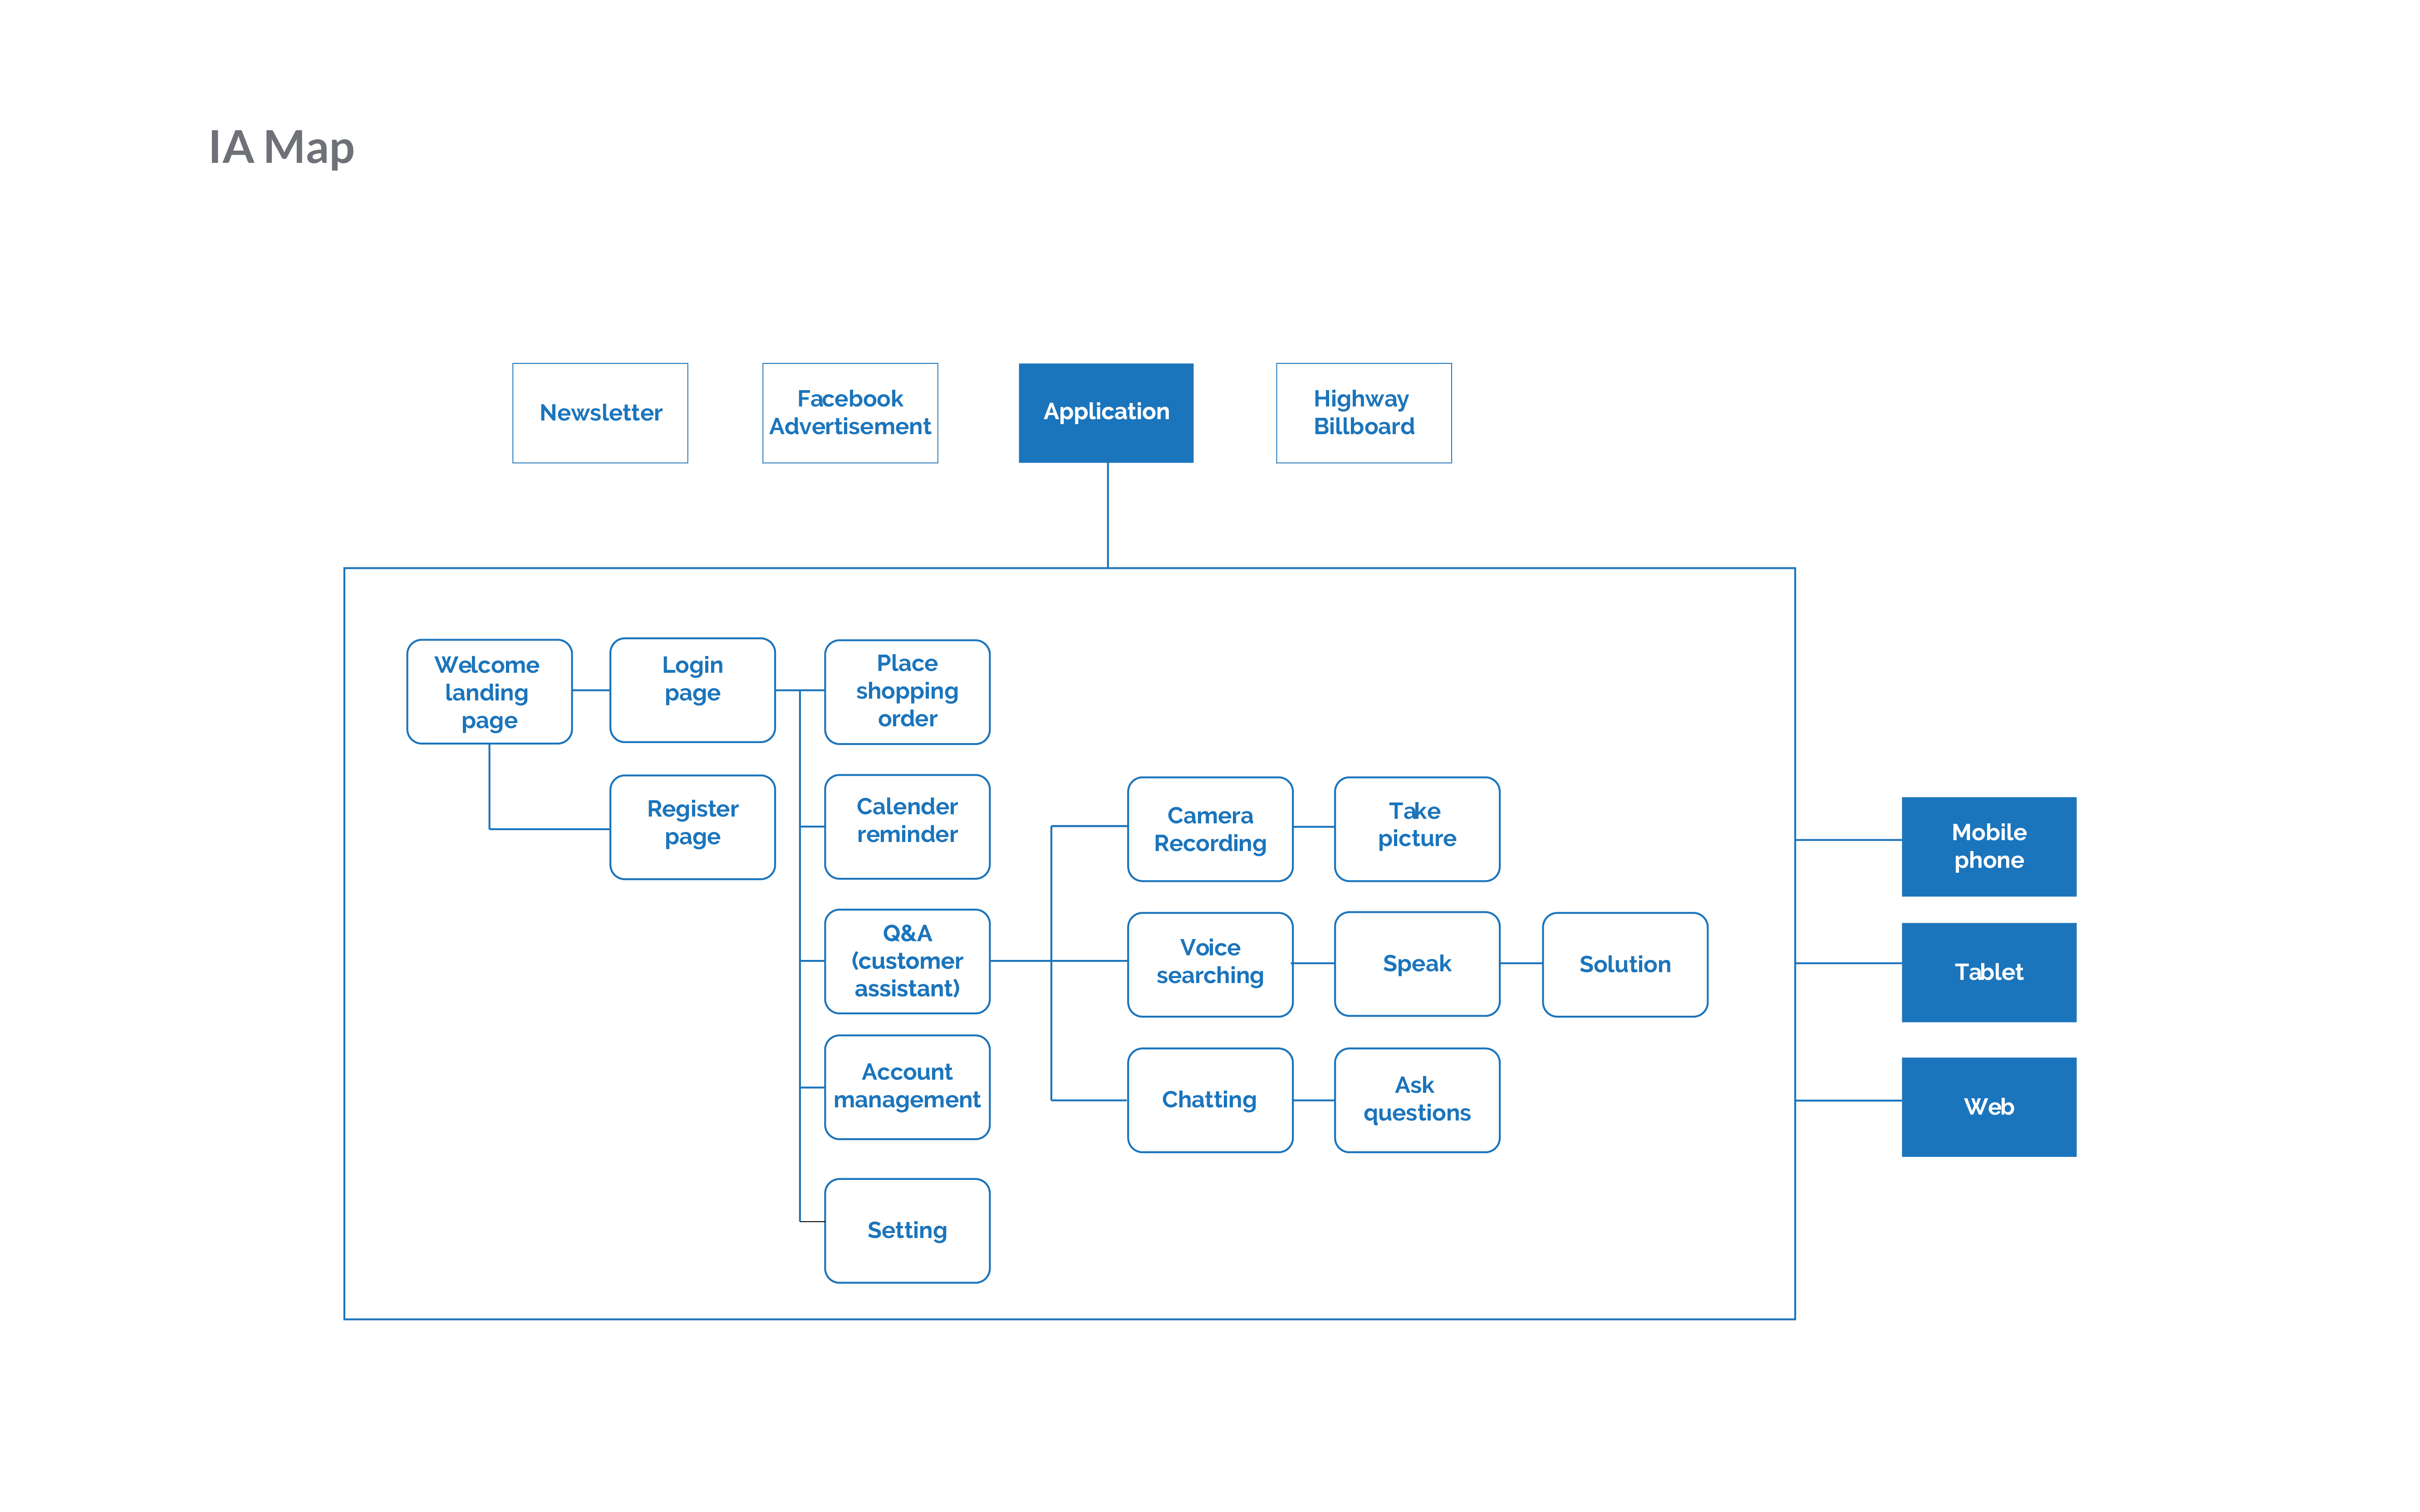 IA Map
Newsletter
Facebook
Advertisement
Application
Highway
Billboard
Welcome
landing
page
Login
page
Place
shopping
order
Register
page
Calender
reminder
Camera
Recording
Take
picture
Q&A
(customer
assistant)
Voice
searching
Speak
Solution
Account
management
Chatting
Ask
questions
Setting
Mobile
phone
Tablet
Web